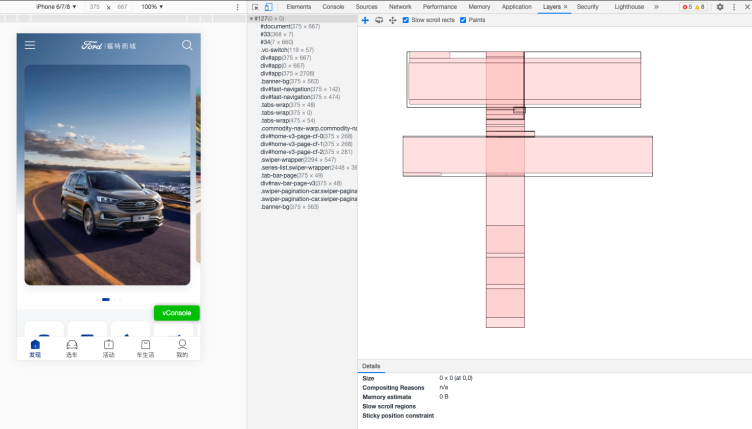 iPhone 6/7/8 ▼ 375 × 667 100% ▼
Elements Console Sources Network Performance Memory Application Layers × Security Lighthouse » 5 8
Slow scroll rects Paints
#127(0 × 0)
#document(375 × 667)
#33(368 × 7)
#34(7 × 660)
.vc-switch(119 × 57)
div#app(375 × 667)
div#app(0 × 667)
div#app(375 × 2708)
.banner-bg(375 × 563)
div#fast-navigation(375 × 142)
div#fast-navigation(375 × 474)
.tabs-wrap(375 × 48)
.tabs-wrap(375 × 0)
.tabs-wrap(475 × 54)
.commodity-nav-warp.commodity-na
div#home-v3-page-cf-0(375 × 268)
div#home-v3-page-cf-1(375 × 268)
div#home-v3-page-cf-2(375 × 281)
.swiper-wrapper(2294 × 547)
.series-list.swiper-wrapper(2448 × 39
.tab-bar-page(375 × 49)
div#nav-bar-page-v3(375 × 48)
.swiper-pagination-car.swiper-pagina
.swiper-pagination-car.swiper-pagina
.banner-bg(375 × 563)
Ford 福特商城
vConsole
发现 选车 活动 车生活 我的
Details
Size 0 × 0 (at 0,0)
Compositing Reasons n/a
Memory estimate 0 B
Slow scroll regions
Sticky position constraint